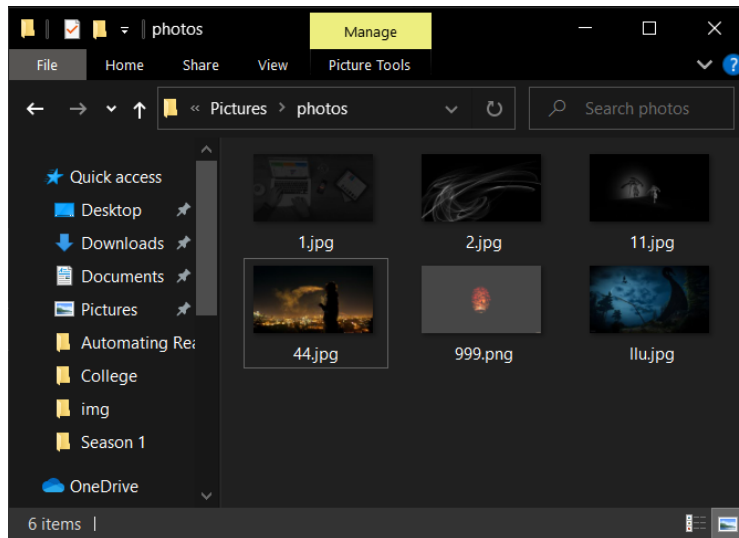 photos
Manage
File
Home
Share
View
Picture Tools
?
« Pictures > photos
Search photos
Quick access
Desktop
Downloads
Documents
Pictures
Automating Rea
College
img
Season 1
OneDrive
1.jpg
2.jpg
11.jpg
44.jpg
999.png
Ilu.jpg
6 items